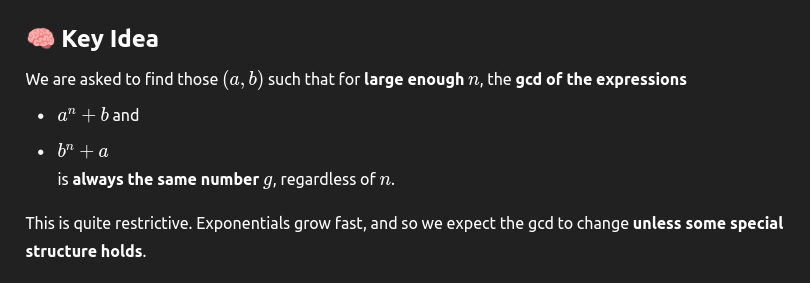 🧠 Key Idea
We are asked to find those (a, b) such that for large enough n, the gcd of the expressions
• aⁿ + b and
• bⁿ + a
is always the same number g, regardless of n.
This is quite restrictive. Exponentials grow fast, and so we expect the gcd to change unless some special
structure holds.